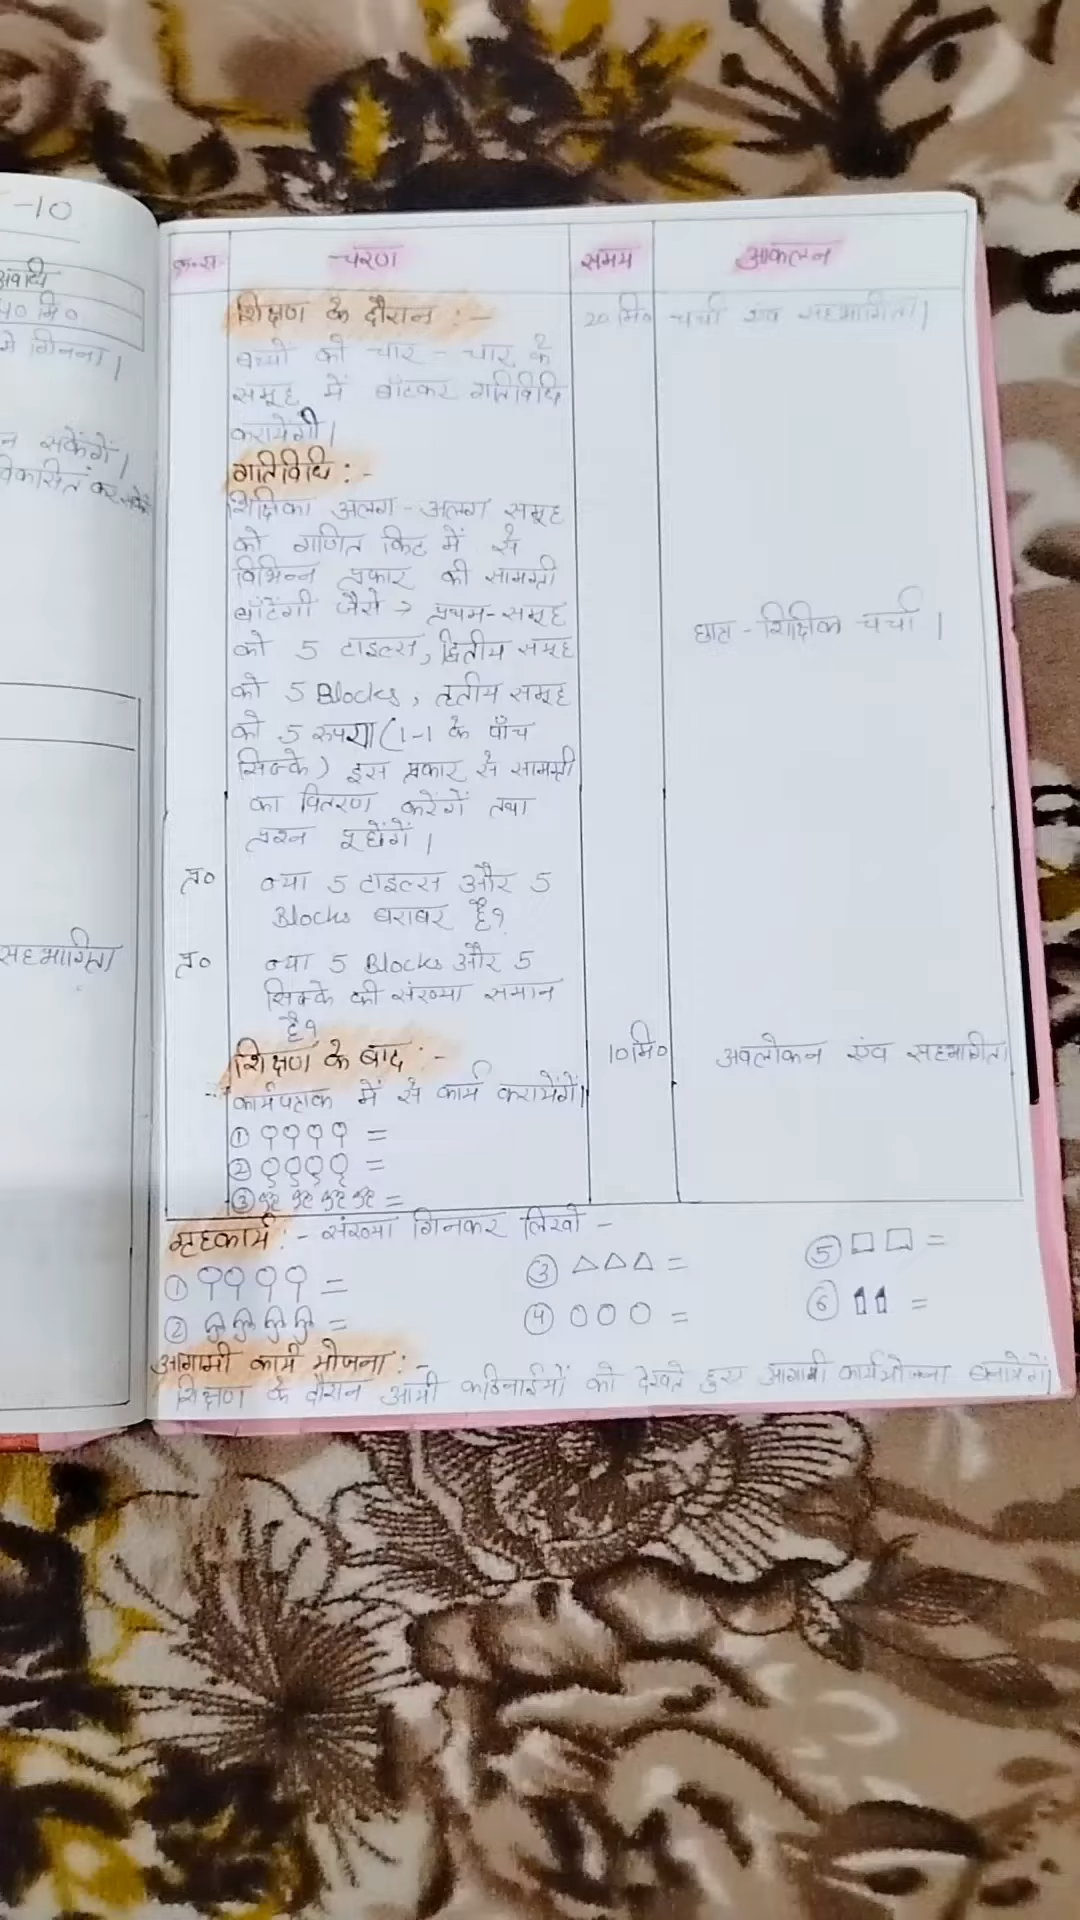 -10
अवधि
40 मि०
से गिनना।
न सकेंगें।
विकसित कर सकेंगे
सहभागिता
क्र०स० चरण समय आकलन
शिक्षण के दौरान :- 20 मि० चर्चा एंव सहभागिता।
बच्चों को चार - चार के
समूह में बाँटकर गतिविधि
करायेंगी।
गतिविधि :-
शिक्षिका अलग - अलग समूह
को गणित किट में से
विभिन्न प्रकार की सामग्री
बाँटेंगी जैसे → प्रथम - समूह
को 5 टाइल्स, द्वितीय समूह
छात्र - शिक्षिक चर्चा।
को 5 Blocks, तृतीय समूह
को 5 रुपया (1-1 के पाँच
सिक्के) इस प्रकार से सामग्री
का वितरण करेंगें तथा
प्रश्न पूछेंगें।
प्र० क्या 5 टाइल्स और 5
Blocks बराबर है?
प्र० क्या 5 Blocks और 5
सिक्के की संख्या समान
है?
शिक्षण के बाद :- 10 मि० अवलोकन एंव सहभागिता
कार्यपत्रक में से कार्य करायेंगें।
① =
② =
③ =
गृहकार्य :- संख्या गिनकर लिखो -
① = ③ △△△ = ⑤ □ □ =
② = ④ ○○○ = ⑥ =
आगामी कार्य योजना :-
शिक्षण के दौरान आयी कठिनाईयों को देखते हुए आगामी कार्ययोजना बनायेगें।